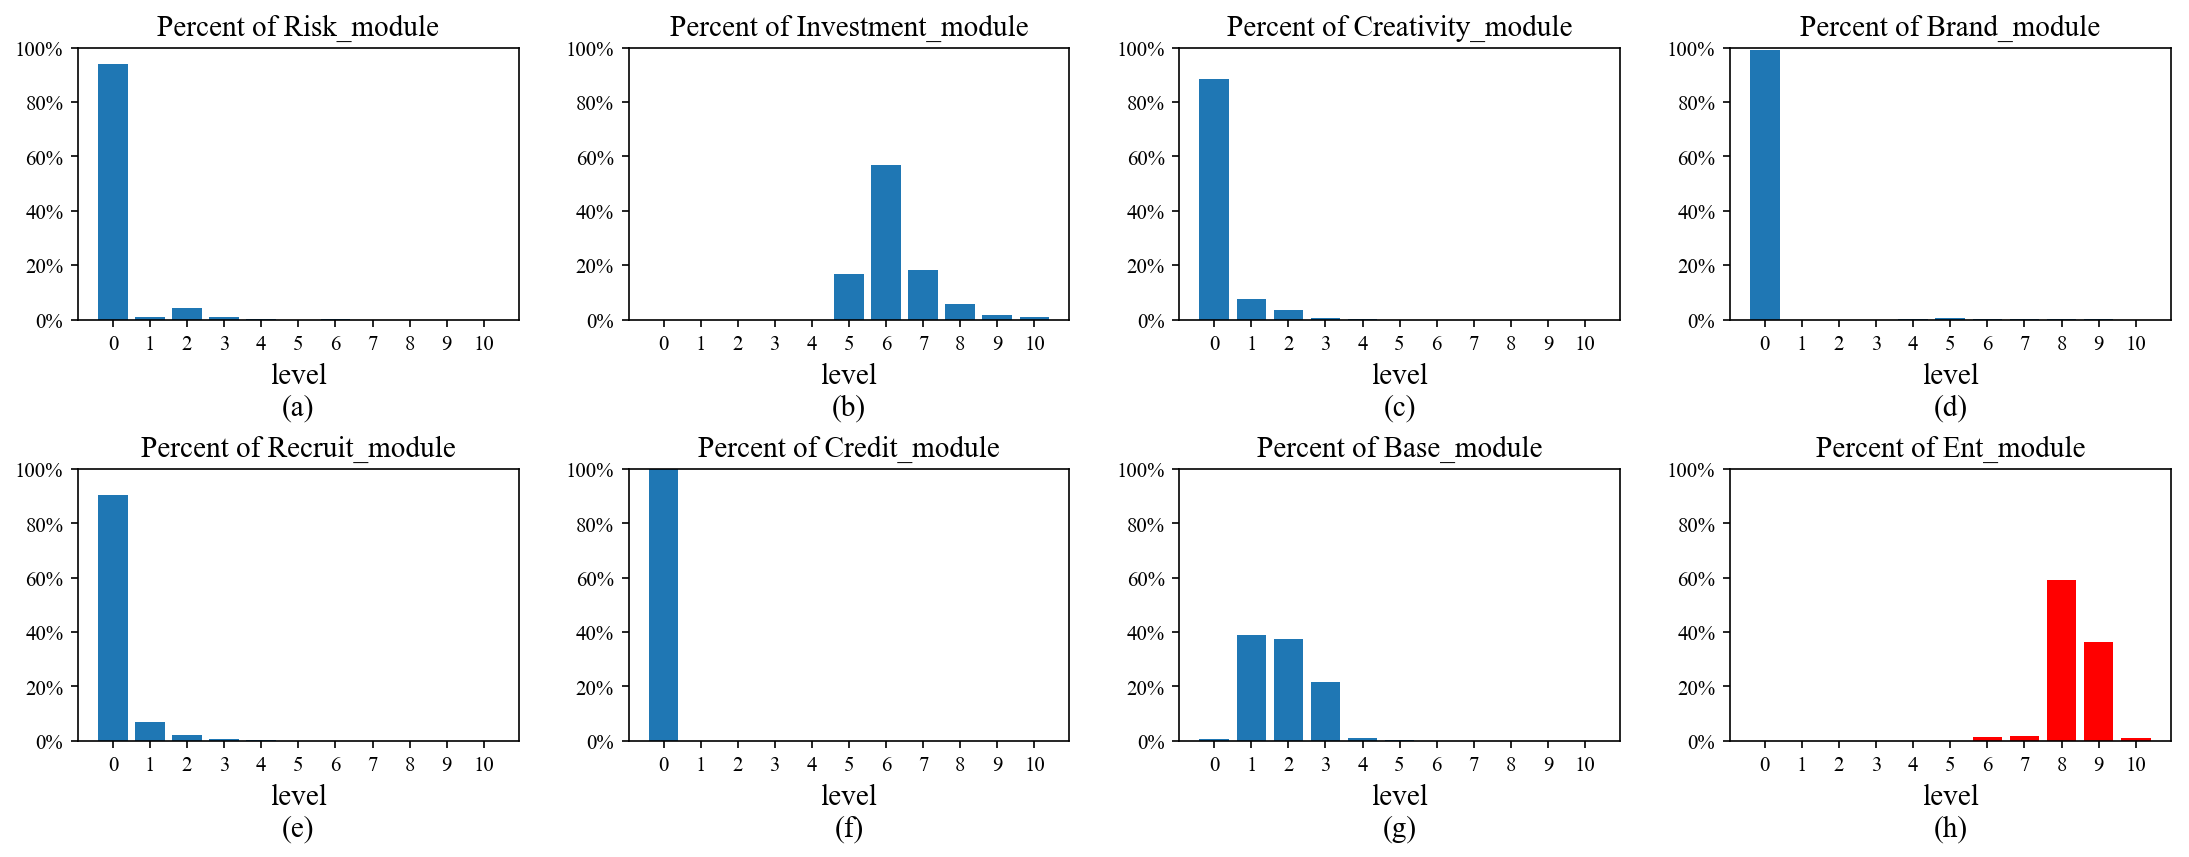 Percent of Risk_module
100%
80%
60%
40%
20%
0%
0 1 2 3 4 5 6 7 8 9 10
level
(a)
Percent of Investment_module
100%
80%
60%
40%
20%
0%
0 1 2 3 4 5 6 7 8 9 10
level
(b)
Percent of Creativity_module
100%
80%
60%
40%
20%
0%
0 1 2 3 4 5 6 7 8 9 10
level
(c)
Percent of Brand_module
100%
80%
60%
40%
20%
0%
0 1 2 3 4 5 6 7 8 9 10
level
(d)
Percent of Recruit_module
100%
80%
60%
40%
20%
0%
0 1 2 3 4 5 6 7 8 9 10
level
(e)
Percent of Credit_module
100%
80%
60%
40%
20%
0%
0 1 2 3 4 5 6 7 8 9 10
level
(f)
Percent of Base_module
100%
80%
60%
40%
20%
0%
0 1 2 3 4 5 6 7 8 9 10
level
(g)
Percent of Ent_module
100%
80%
60%
40%
20%
0%
0 1 2 3 4 5 6 7 8 9 10
level
(h)